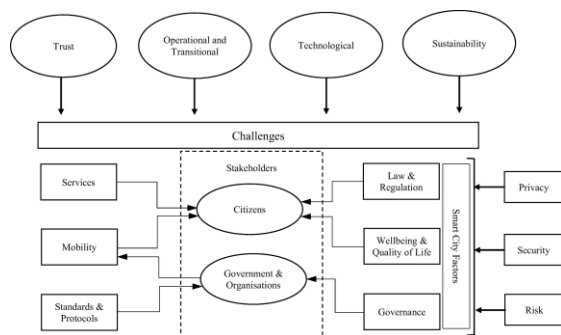 Trust
Operational and
Transitional
Technological
Sustainability
Challenges
Stakeholders
Services
Citizens
Law &
Regulation
Privacy
Mobility
Wellbeing &
Quality of Life
Smart City Factors
Security
Government &
Organisations
Standards &
Protocols
Governance
Risk